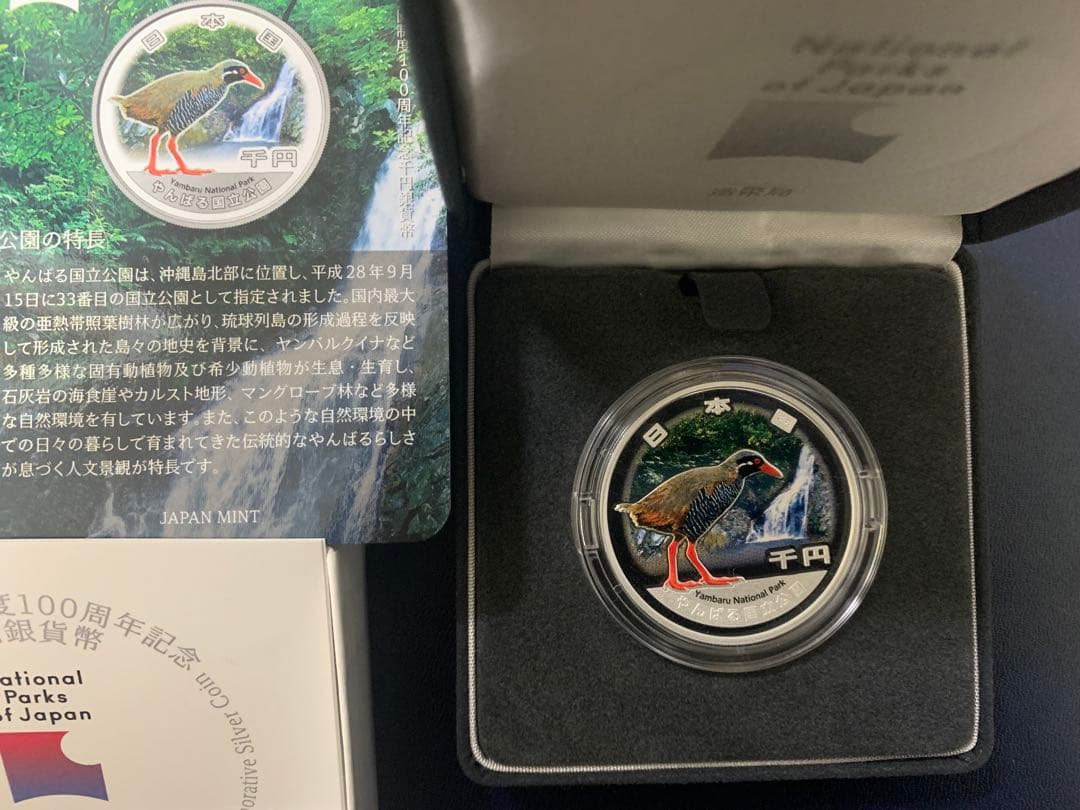 日本国
千円
Yambaru National Park
やんばる国立公園
制度100周年記念千円銀貨幣
公園の特長
やんばる国立公園は、沖縄島北部に位置し、平成28年9月
15日に33番目の国立公園として指定されました。国内最大
級の亜熱帯照葉樹林が広がり、琉球列島の形成過程を反映
して形成された島々の地史を背景に、ヤンバルクイナなど
多種多様な固有動植物及び希少動植物が生息・生育し、
石灰岩の海食崖やカルスト地形、マングローブ林など多様
な自然環境を有しています。また、このような自然環境の中
での日々の暮らしで育まれてきた伝統的なやんばるらしさ
が息づく人文景観が特長です。
JAPAN MINT
度100周年記念
銀貨幣
National
Parks
of Japan
orative Silver Coin
National
Parks
of Japan
造幣局
日本国
千円
Yambaru National Park
やんばる国立公園